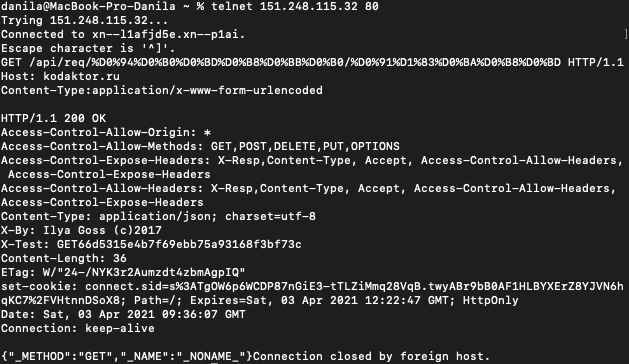 danila@MacBook-Pro-Danila ~ % telnet 151.248.115.32 80
Trying 151.248.115.32...
Connected to xn--l1afjd5e.xn--p1ai.
Escape character is '^]'.
GET /api/req/%D0%94%D0%B0%D0%BD%D0%B8%D0%BB%D0%B0/%D0%91%D1%83%D0%BA%D0%B8%D0%BD HTTP/1.1
Host: kodaktor.ru
Content-Type:application/x-www-form-urlencoded

HTTP/1.1 200 OK
Access-Control-Allow-Origin: *
Access-Control-Allow-Methods: GET,POST,DELETE,PUT,OPTIONS
Access-Control-Expose-Headers: X-Resp,Content-Type, Accept, Access-Control-Allow-Headers,
 Access-Control-Expose-Headers
Access-Control-Allow-Headers: X-Resp,Content-Type, Accept, Access-Control-Allow-Headers,
Access-Control-Expose-Headers
Content-Type: application/json; charset=utf-8
X-By: Ilya Goss (c)2017
X-Test: GET66d5315e4b7f69ebb75a93168f3bf73c
Content-Length: 36
ETag: W/"24-/NYK3r2Aumzdt4zbmAgpIQ"
set-cookie: connect.sid=s%3ATgOW6p6WCDP87nGiE3-tTLZiMmq28VqB.twyABr9bB0AF1HLBYXErZ8YJVN6h
qKC7%2FVHtnnDSoX8; Path=/; Expires=Sat, 03 Apr 2021 12:22:47 GMT; HttpOnly
Date: Sat, 03 Apr 2021 09:36:07 GMT
Connection: keep-alive

{"_METHOD":"GET","_NAME":"_NONAME_"}Connection closed by foreign host.